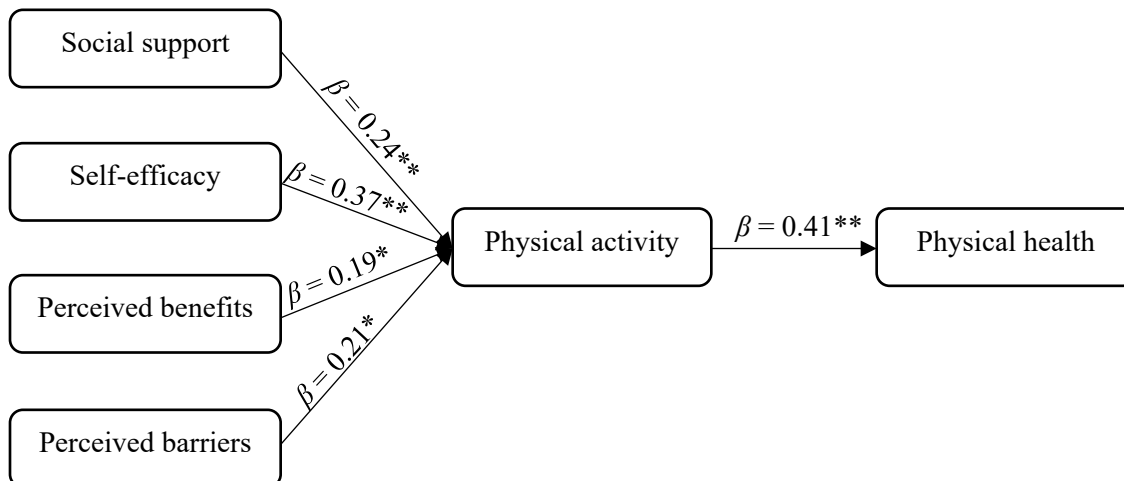 Social support
β = 0.24**
Self-efficacy
β = 0.37**
Physical activity
β = 0.41**
Physical health
Perceived benefits
β = 0.19*
β = 0.21*
Perceived barriers